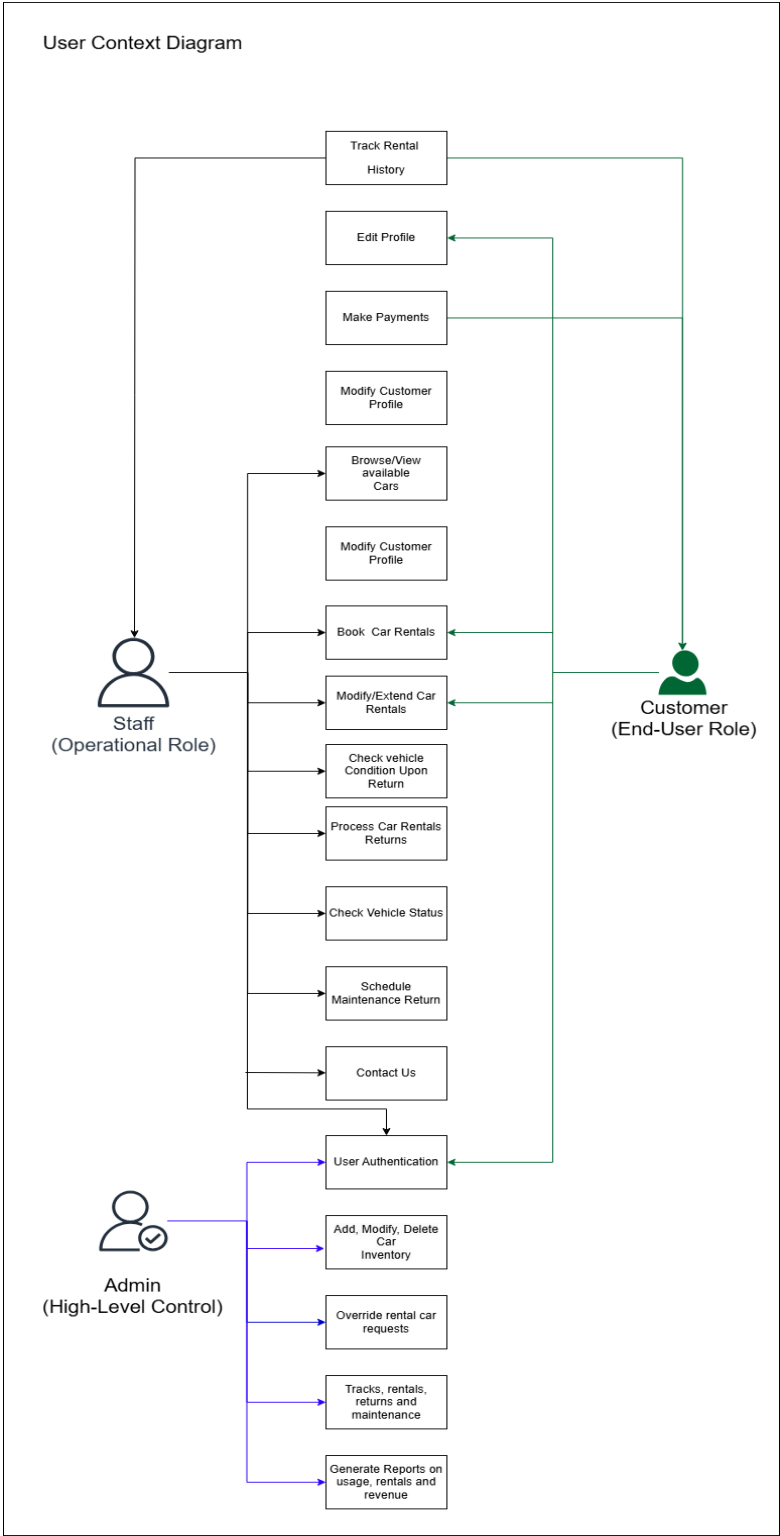 User Context Diagram
Track Rental
History
Edit Profile
Make Payments
Modify Customer
Profile
Browse/View
available
Cars
Modify Customer
Profile
Book Car Rentals
Modify/Extend Car
Rentals
Staff
(Operational Role)
Customer
(End-User Role)
Check vehicle
Condition Upon
Return
Process Car Rentals
Returns
Check Vehicle Status
Schedule
Maintenance Return
Contact Us
User Authentication
Add, Modify, Delete
Car
Inventory
Admin
(High-Level Control)
Override rental car
requests
Tracks, rentals,
returns and
maintenance
Generate Reports on
usage, rentals and
revenue